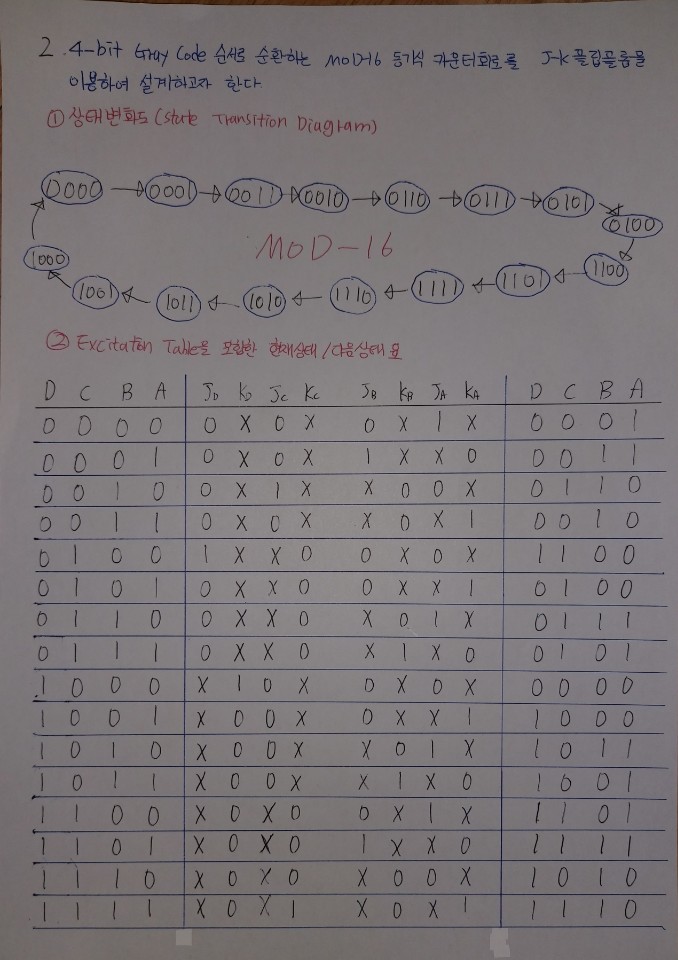 2. 4-bit Gray Code 순서로 순환하는 MOD-16 동기식 카운터회로를 J-K 플립플롭을
이용하여 설계하고자 한다.
① 상태변화도 (State Transition Diagram)
0000 → 0001 → 0011 → 0010 → 0110 → 0111 → 0101 →
0100
MOD-16
1000
1100
1001 ← 1011 ← 1010 ← 1110 ← 1111 ← 1101 ←
② Excitation Table을 포함한 현재상태/다음상태 표
D C B A J_D K_D J_C K_C J_B K_B J_A K_A D C B A
0 0 0 0 0 X 0 X 0 X 1 X 0 0 0 1
0 0 0 1 0 X 0 X 1 X X 0 0 0 1 1
0 0 1 0 0 X 1 X X 0 0 X 0 1 1 0
0 0 1 1 0 X 0 X X 0 X 1 0 0 1 0
0 1 0 0 1 X X 0 0 X 0 X 1 1 0 0
0 1 0 1 0 X X 0 0 X X 1 0 1 0 0
0 1 1 0 0 X X 0 X 0 1 X 0 1 1 1
0 1 1 1 0 X X 0 X 1 X 0 0 1 0 1
1 0 0 0 X 1 0 X 0 X 0 X 0 0 0 0
1 0 0 1 X 0 0 X 0 X X 1 1 0 0 0
1 0 1 0 X 0 0 X X 0 1 X 1 0 1 1
1 0 1 1 X 0 0 X X 1 X 0 1 0 0 1
1 1 0 0 X 0 X 0 0 X 1 X 1 1 0 1
1 1 0 1 X 0 X 0 1 X X 0 1 1 1 1
1 1 1 0 X 0 X 0 X 0 0 X 1 0 1 0
1 1 1 1 X 0 X 1 X 0 X 1 1 1 1 0